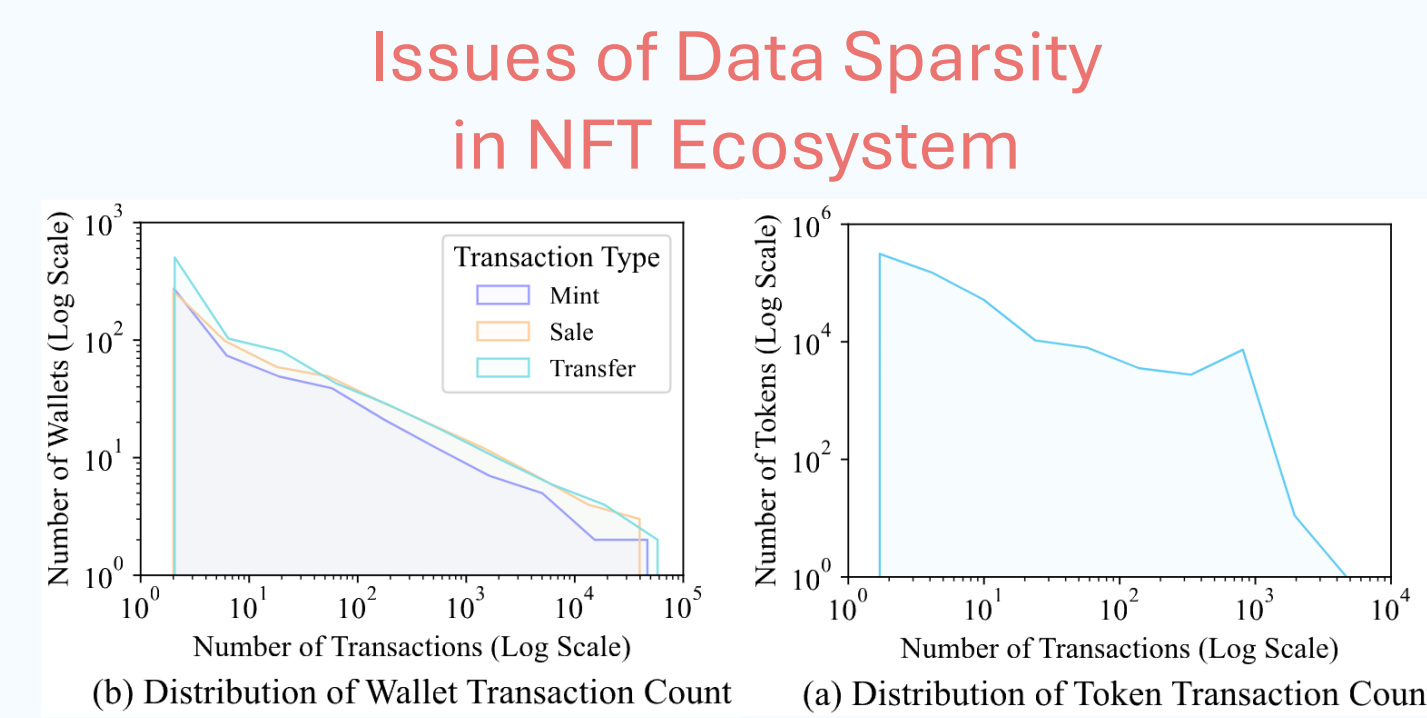 Issues of Data Sparsity
in NFT Ecosystem
Number of Wallets (Log Scale)
10^3
10^2
10^1
10^0
Transaction Type
Mint
Sale
Transfer
10^0 10^1 10^2 10^3 10^4 10^5
Number of Transactions (Log Scale)
(b) Distribution of Wallet Transaction Count
Number of Tokens (Log Scale)
10^6
10^4
10^2
10^0
10^0 10^1 10^2 10^3 10^4
Number of Transactions (Log Scale)
(a) Distribution of Token Transaction Coun